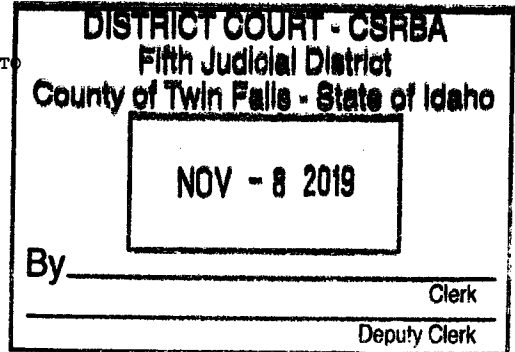 DISTRICT COURT - CSRBA
TO
Fifth Judicial District
County of Twin Falls - State of Idaho
NOV - 8 2019
By
Clerk
Deputy Clerk